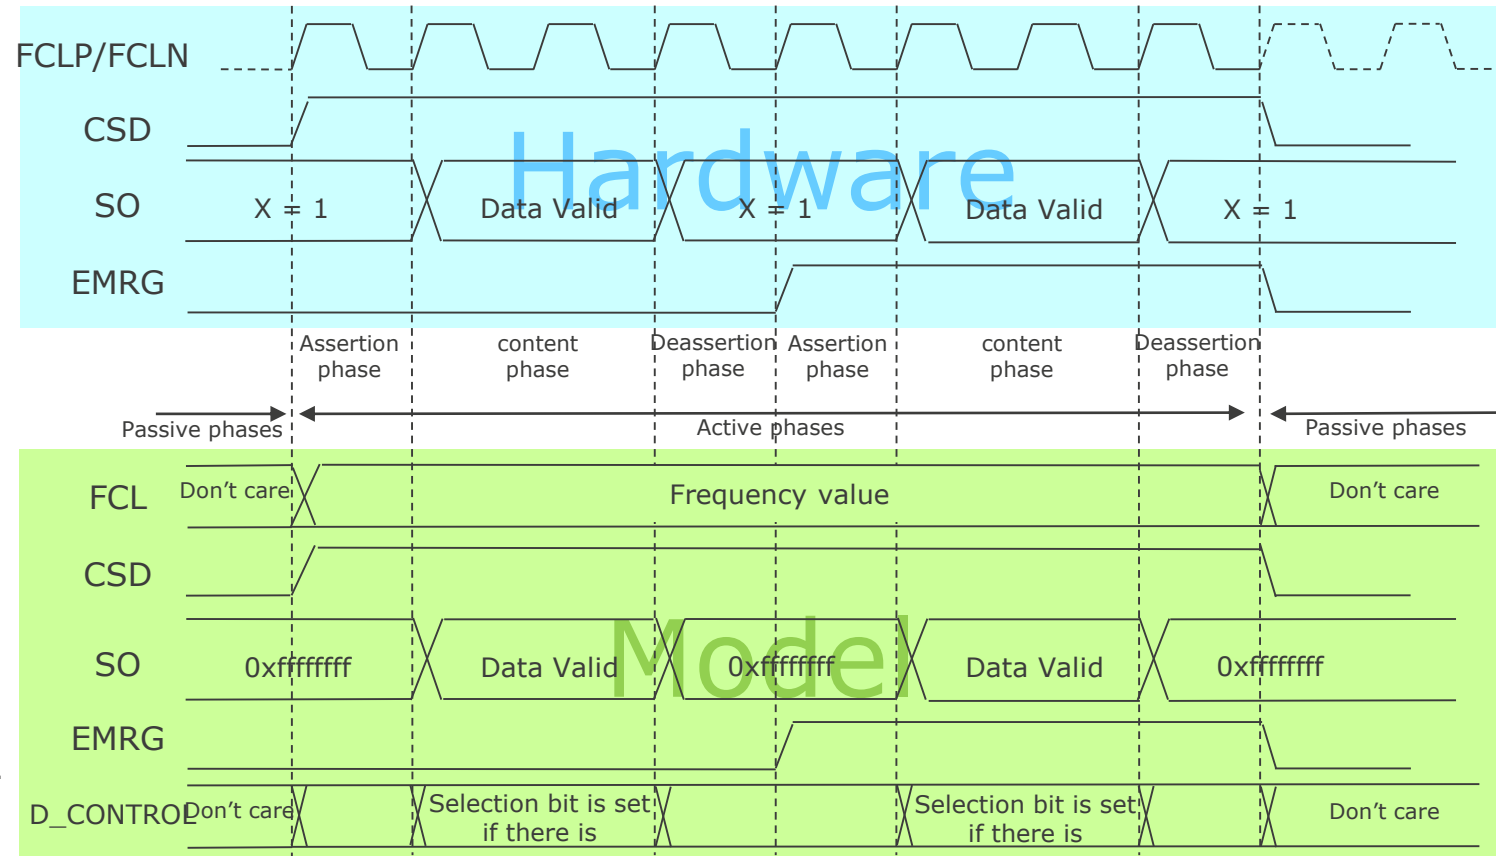 FCLP/FCLN
CSD
Hardware
SO
X = 1
Data Valid
X = 1
Data Valid
X = 1
EMRG
Assertion
phase
content
phase
Deassertion
phase
Assertion
phase
content
phase
Deassertion
phase
Passive phases
Active phases
Passive phases
FCL
Don't care
Frequency value
Don't care
CSD
Model
SO
0xffffffff
Data Valid
0xffffffff
Data Valid
0xffffffff
EMRG
D_CONTROL
Don't care
Selection bit is set
if there is
Selection bit is set
if there is
Don't care